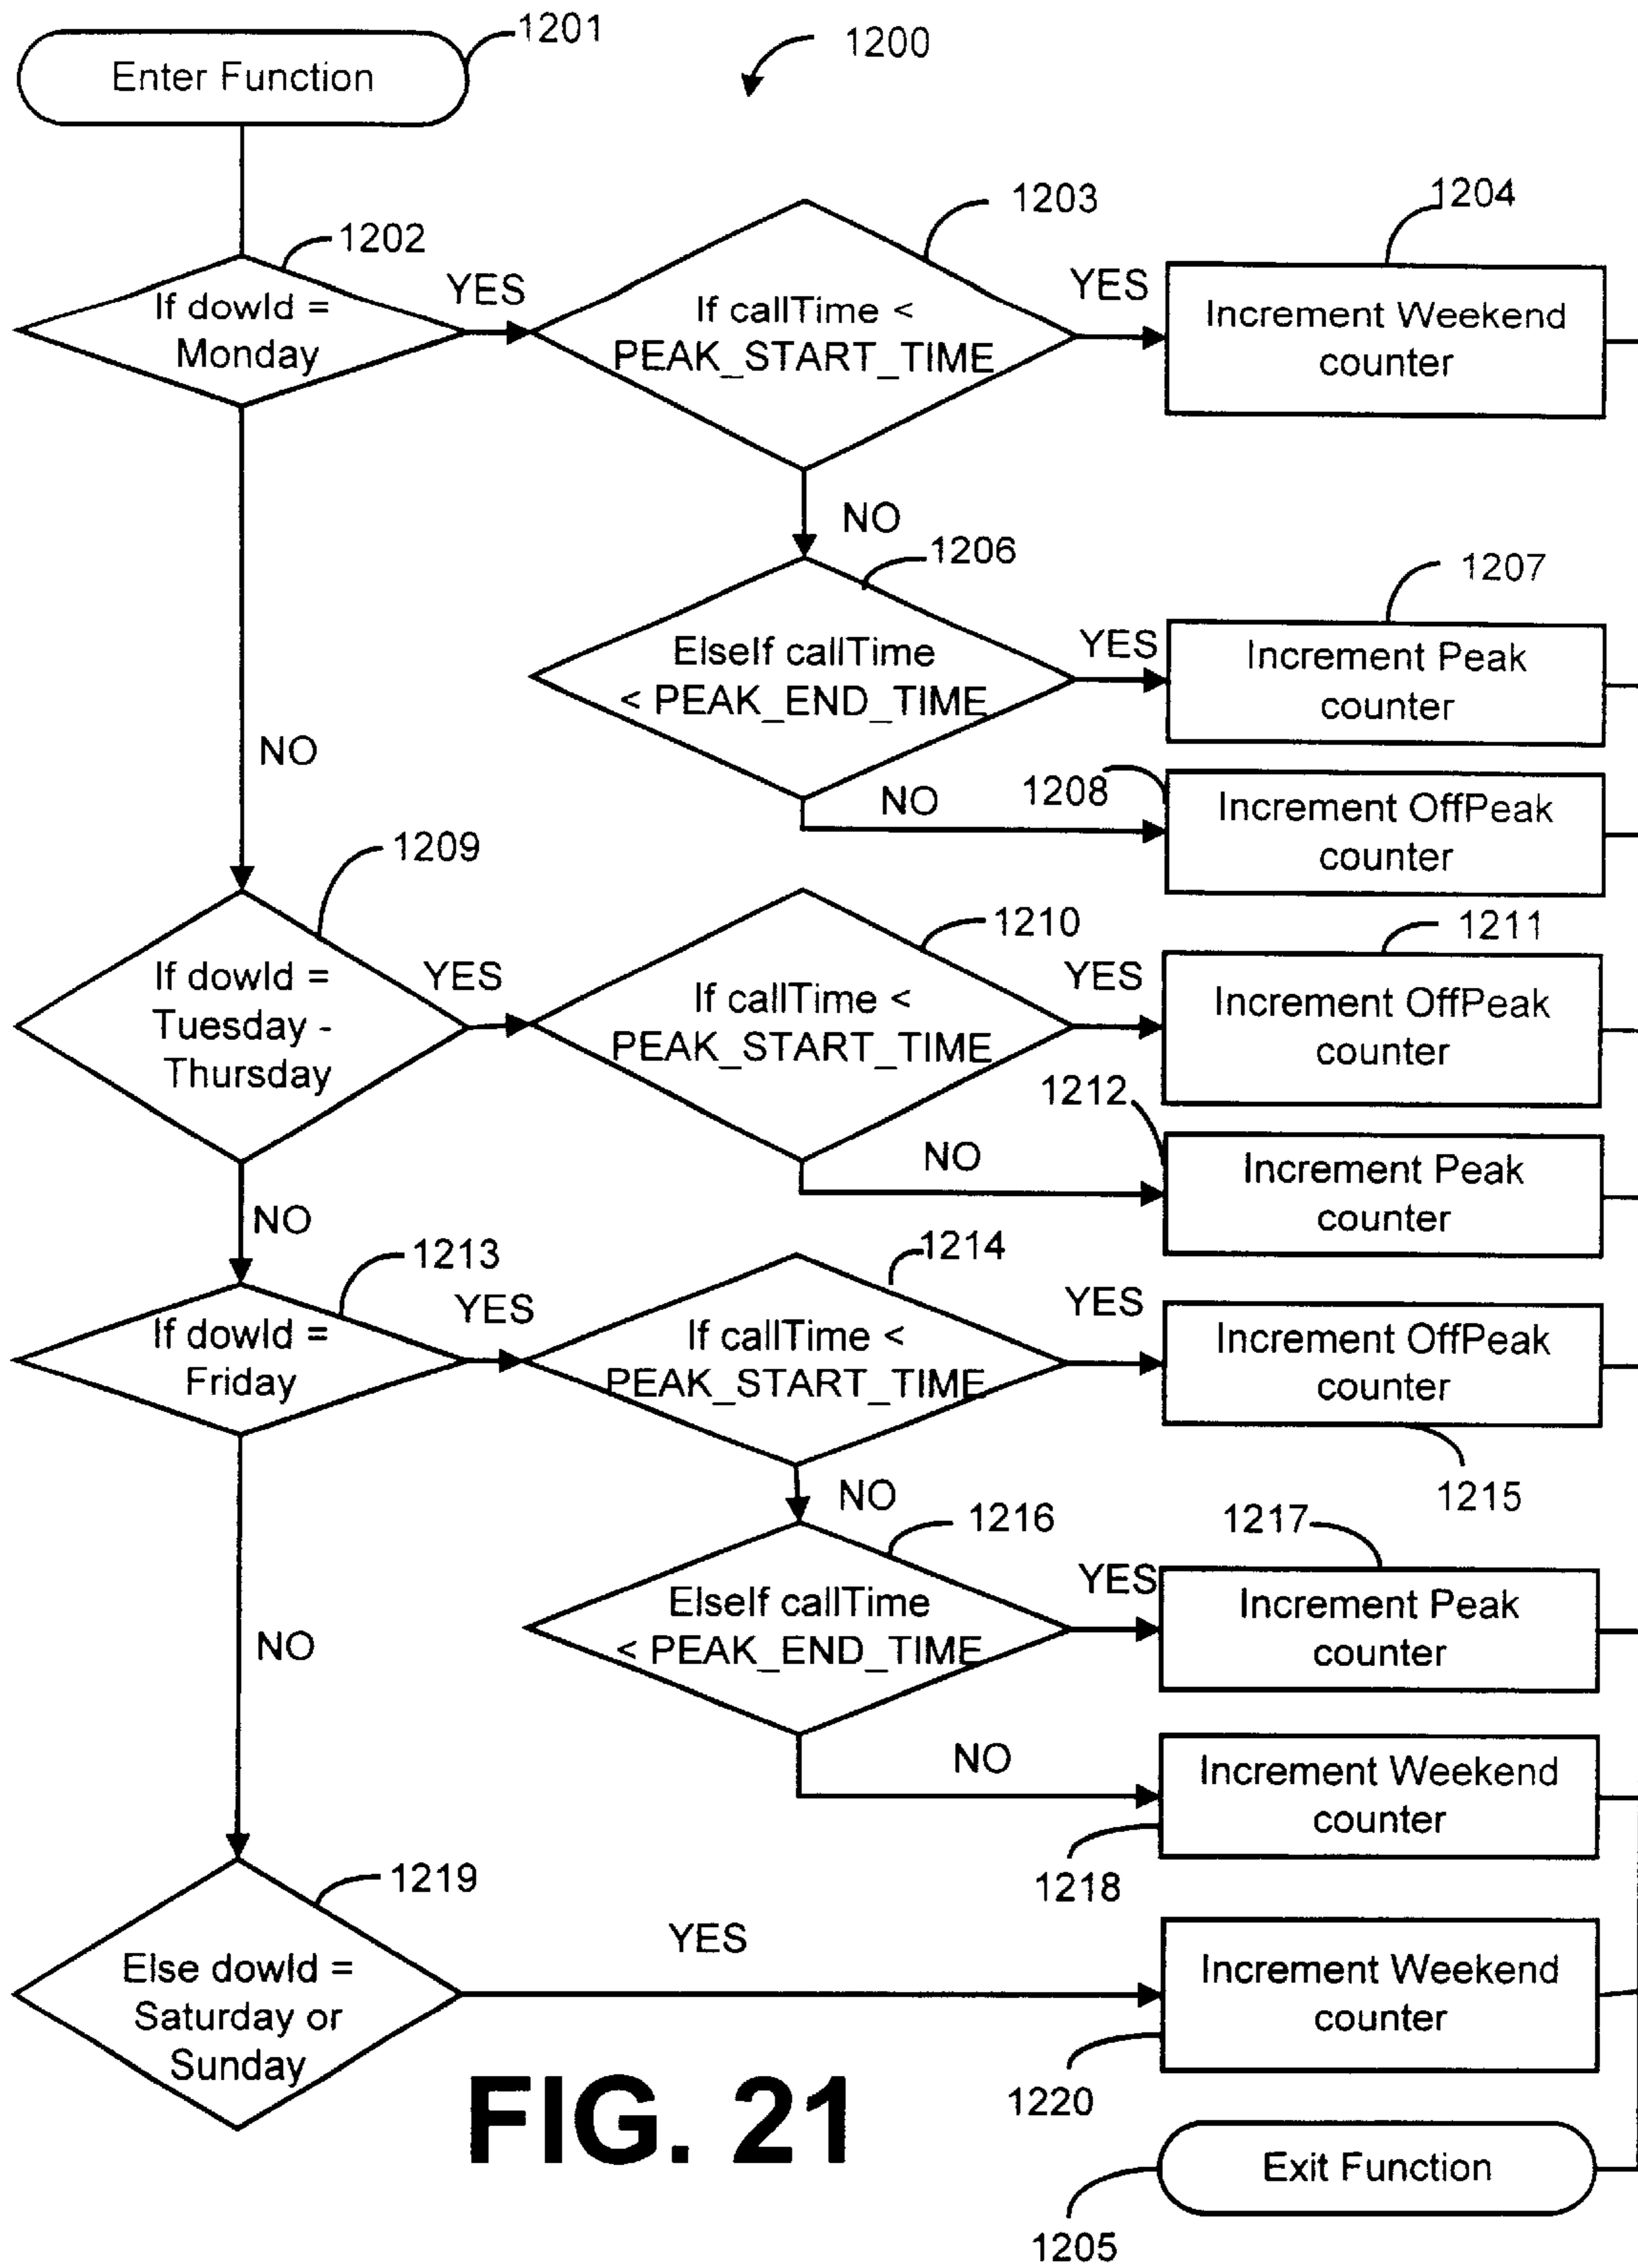 1201
1200
Enter Function
1202
1203
1204
If dowId =
Monday
YES
If callTime <
PEAK_START_TIME
YES
Increment Weekend
counter
NO
1206
1207
ElseIf callTime
< PEAK_END_TIME
YES
Increment Peak
counter
NO
NO
1208
Increment OffPeak
counter
1209
1210
1211
If dowId =
Tuesday -
Thursday
YES
If callTime <
PEAK_START_TIME
YES
Increment OffPeak
counter
1212
NO
Increment Peak
counter
NO
1213
1214
If dowId =
Friday
YES
If callTime <
PEAK_START_TIME
YES
Increment OffPeak
counter
1215
NO
1216
1217
ElseIf callTime
< PEAK_END_TIME
YES
Increment Peak
counter
NO
NO
Increment Weekend
counter
1218
1219
Else dowId =
Saturday or
Sunday
YES
Increment Weekend
counter
1220
FIG. 21
Exit Function
1205